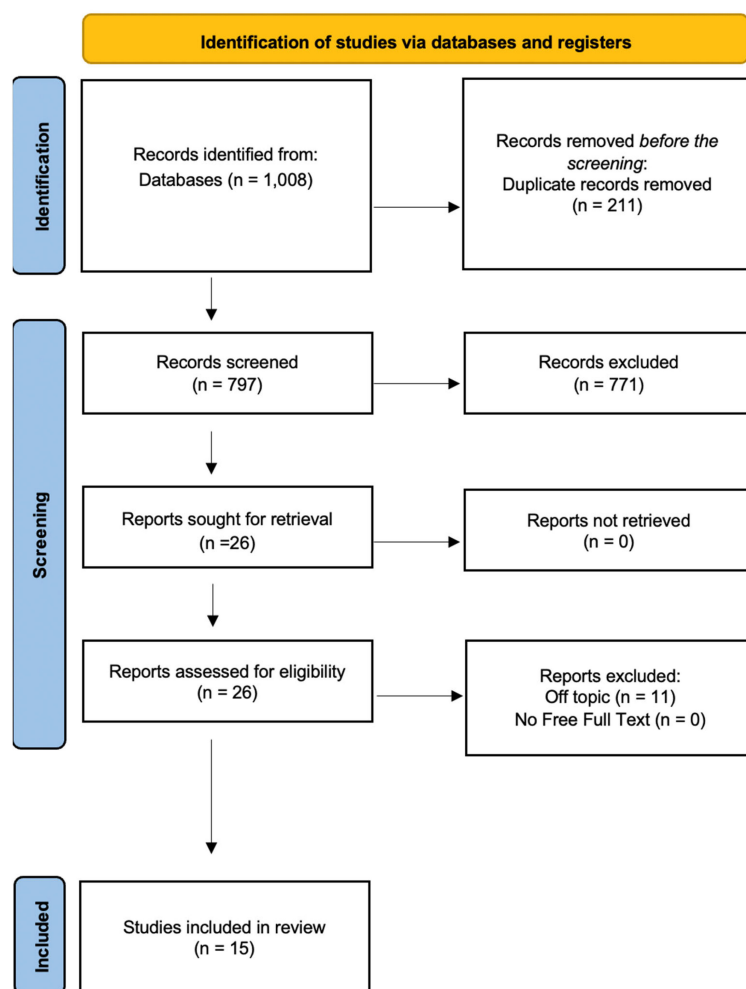 Identification of studies via databases and registers
Identification
Records identified from:
Databases (n = 1,008)
Records removed before the
screening:
Duplicate records removed
(n = 211)
Screening
Records screened
(n = 797)
Records excluded
(n = 771)
Reports sought for retrieval
(n =26)
Reports not retrieved
(n = 0)
Reports assessed for eligibility
(n = 26)
Reports excluded:
Off topic (n = 11)
No Free Full Text (n = 0)
Included
Studies included in review
(n = 15)